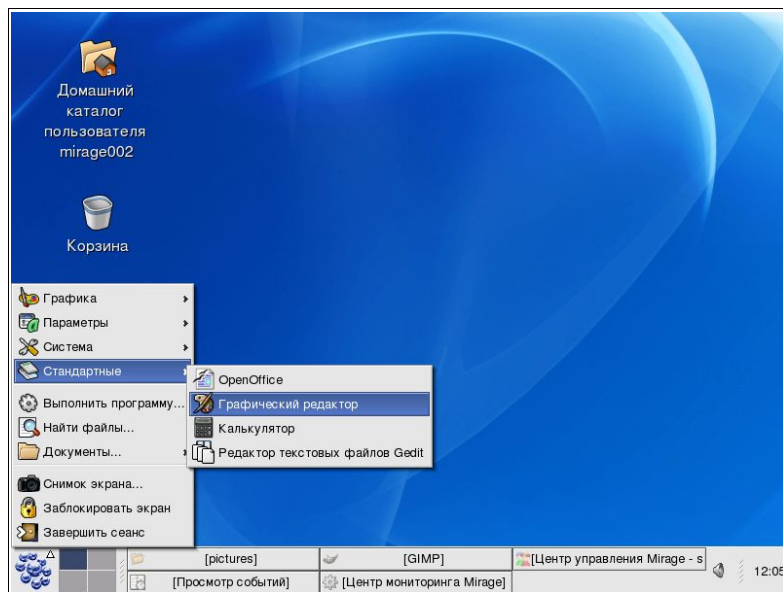 Домашний
каталог
пользователя
mirage002
Корзина
Графика
Параметры
Система
Стандартные
Выполнить программу...
Найти файлы...
Документы...
Снимок экрана...
Заблокировать экран
Завершить сеанс
OpenOffice
Графический редактор
Калькулятор
Редактор текстовых файлов Gedit
[pictures]
[GIMP]
[Центр управления Mirage - s
[Просмотр событий]
[Центр мониторинга Mirage]
12:05